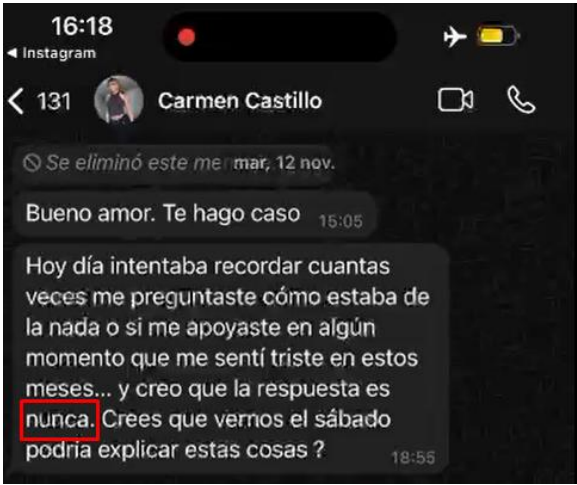 16:18
◀ Instagram
131 Carmen Castillo
Se eliminó este me mar, 12 nov.
Bueno amor. Te hago caso 15:05
Hoy día intentaba recordar cuantas
veces me preguntaste cómo estaba de
la nada o si me apoyaste en algún
momento que me sentí triste en estos
meses... y creo que la respuesta es
nunca. Crees que vernos el sábado
podría explicar estas cosas ? 18:55